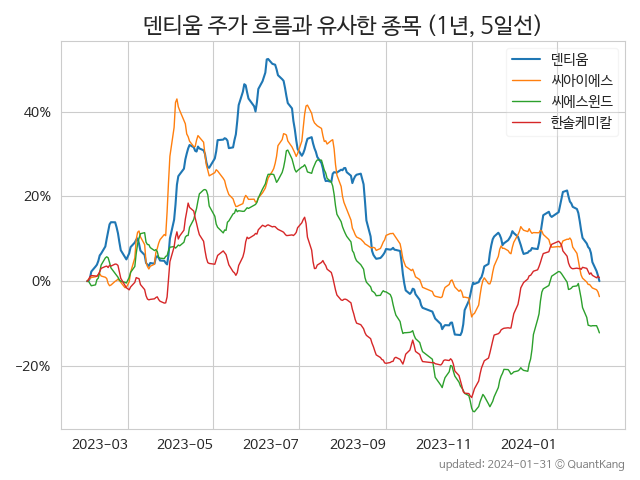 덴티움 주가 흐름과 유사한 종목 (1년, 5일선)
덴티움
씨아이에스
씨에스윈드
한솔케미칼
40%
20%
0%
−20%
2023-03 2023-05 2023-07 2023-09 2023-11 2024-01
updated: 2024-01-31 © QuantKang